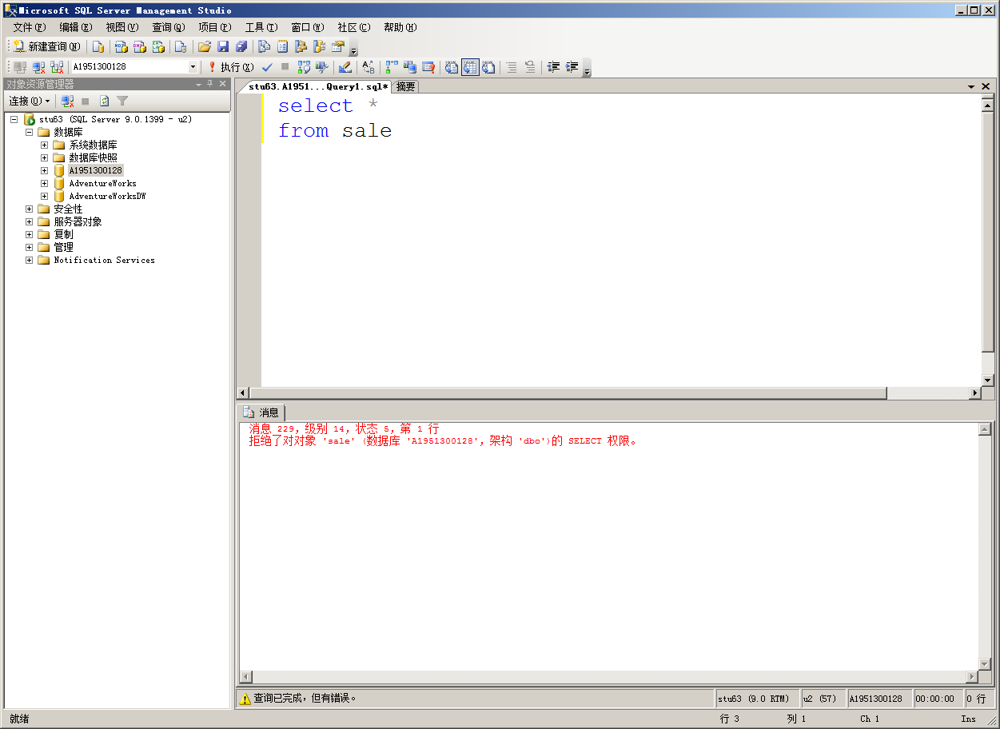 Microsoft SQL Server Management Studio
文件(F) 编辑(E) 视图(V) 查询(Q) 项目(P) 工具(T) 窗口(W) 社区(C) 帮助(H)
新建查询(N)
A1951300128 执行(X)
对象资源管理器
连接(O)
stu63 (SQL Server 9.0.1399 - u2)
数据库
系统数据库
数据库快照
A1951300128
AdventureWorks
AdventureWorksDW
安全性
服务器对象
复制
管理
Notification Services
stu63.A1951...Query1.sql* 摘要
select *
from sale
消息
消息 229，级别 14，状态 5，第 1 行
拒绝了对对象 'sale' (数据库 'A1951300128'，架构 'dbo')的 SELECT 权限。
查询已完成，但有错误。 stu63 (9.0 RTM) u2 (57) A1951300128 00:00:00 0 行
就绪 行 3 列 1 Ch 1 Ins